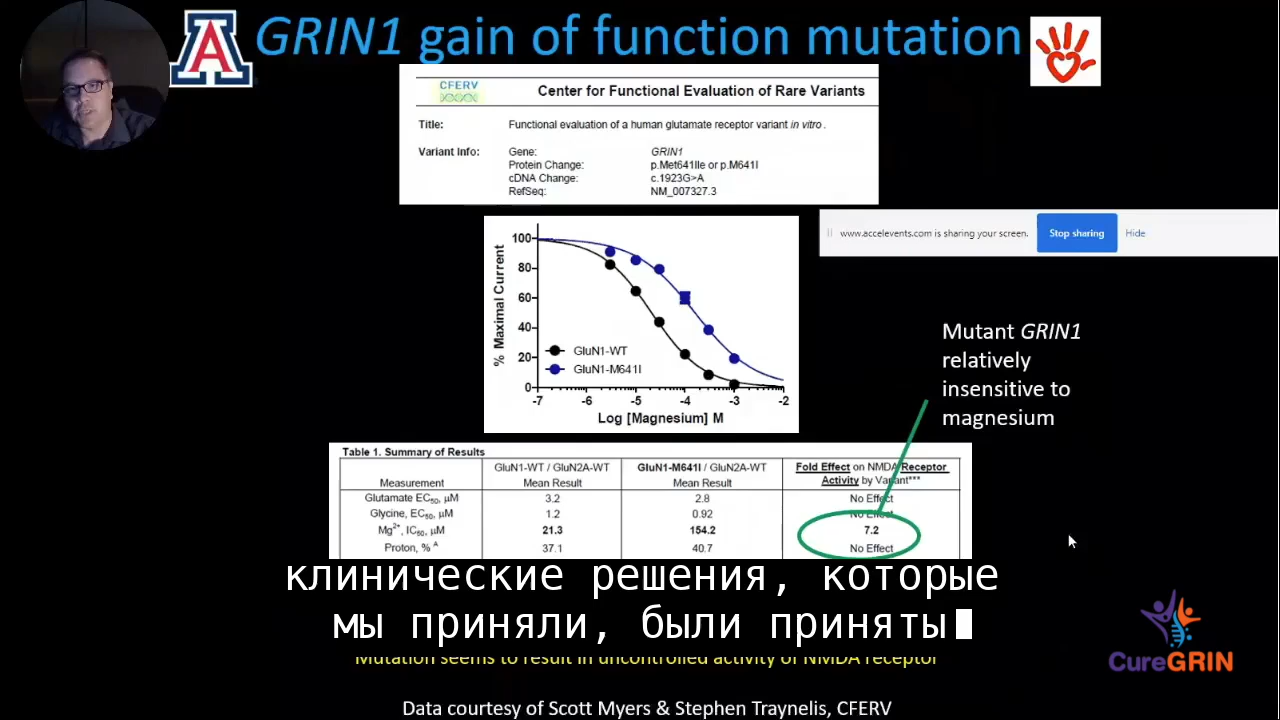 A
GRIN1 gain of function mutation
CFERV
Center for Functional Evaluation of Rare Variants
Title: Functional evaluation of a human glutamate receptor variant in vitro.
Variant Info: Gene: GRIN1
Protein Change: p.Met641Ile or p.M641I
cDNA Change: c.1923G>A
RefSeq: NM_007327.3
www.accelevents.com is sharing your screen. Stop sharing Hide
% Maximal Current
100
80
60
40
20
0
GluN1-WT
GluN1-M641I
-7 -6 -5 -4 -3 -2
Log [Magnesium] M
Mutant GRIN1
relatively
insensitive to
magnesium
Table 1. Summary of Results
Measurement GluN1-WT / GluN2A-WT Mean Result GluN1-M641I / GluN2A-WT Mean Result Fold Effect on NMDA Receptor Activity by Variant***
Glutamate EC50, µM 3.2 2.8 No Effect
Glycine, EC50, µM 1.2 0.92 No Effect
Mg2+, IC50, µM 21.3 154.2 7.2
Proton, % A 37.1 40.7 No Effect
клинические решения, которые
мы приняли, были приняты
Mutation seems to result in uncontrolled activity of NMDA receptor
CureGRIN
Data courtesy of Scott Myers & Stephen Traynelis, CFERV